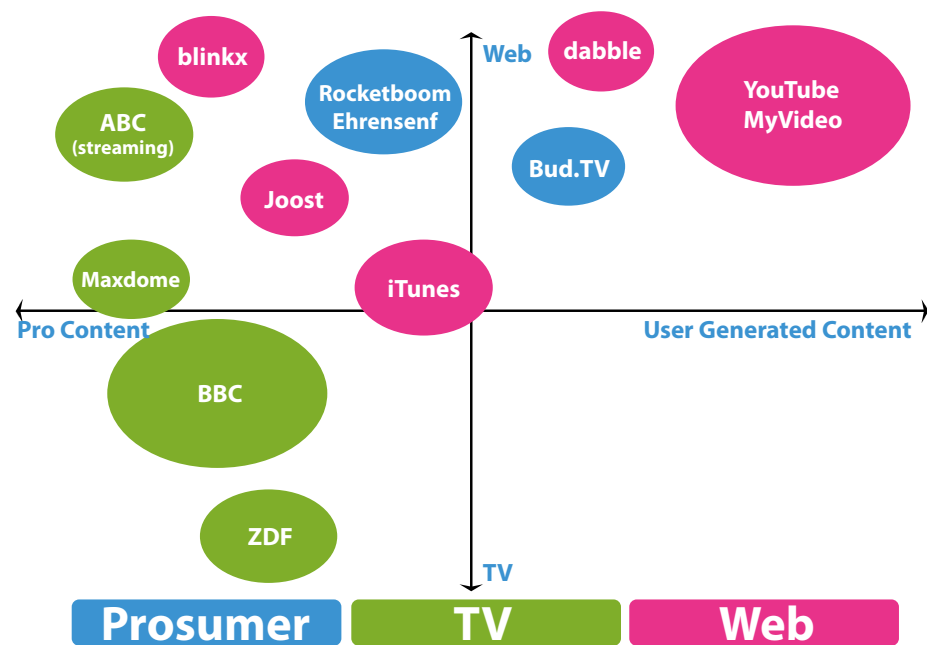 blinkx
dabble
Web
Rocketboom
Ehrensenf
YouTube
MyVideo
ABC
(streaming)
Bud.TV
Joost
Maxdome
iTunes
Pro Content
User Generated Content
BBC
ZDF
TV
Prosumer
TV
Web